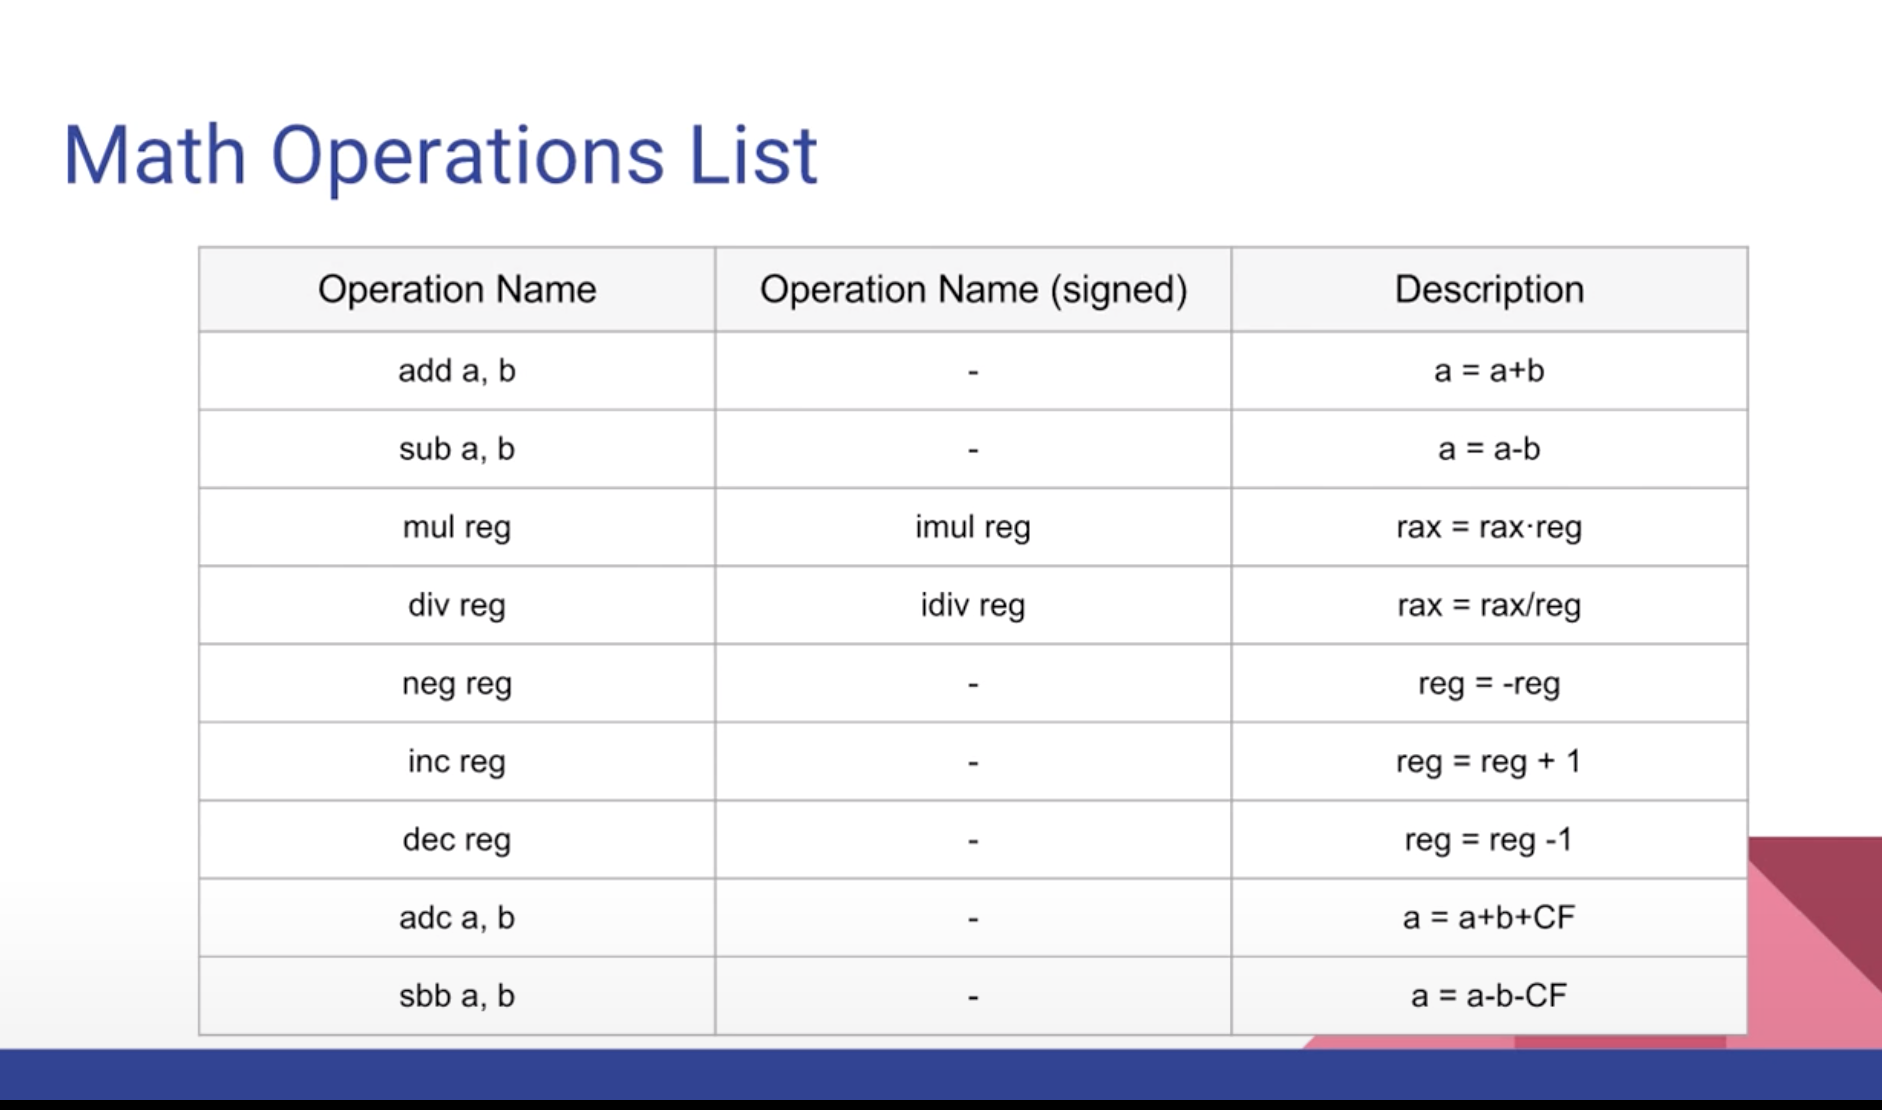 Math Operations List
Operation Name Operation Name (signed) Description
add a, b - a = a+b
sub a, b - a = a-b
mul reg imul reg rax = rax·reg
div reg idiv reg rax = rax/reg
neg reg - reg = -reg
inc reg - reg = reg + 1
dec reg - reg = reg -1
adc a, b - a = a+b+CF
sbb a, b - a = a-b-CF